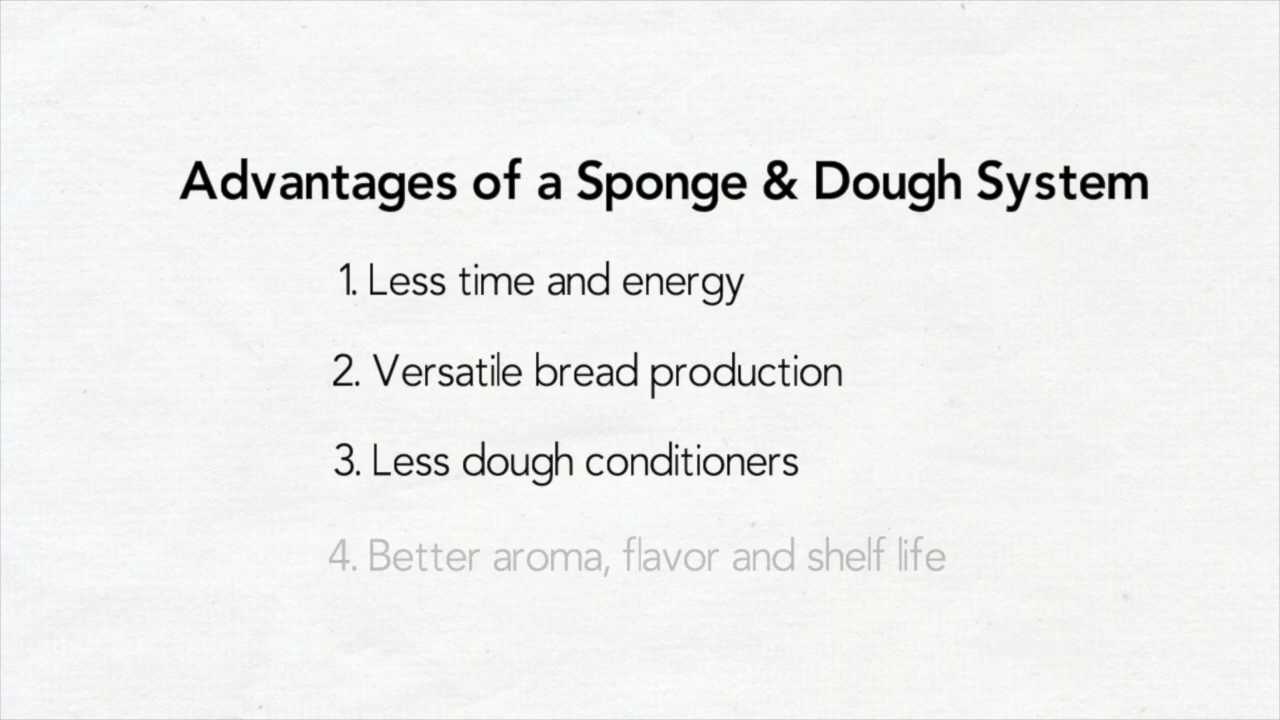 Advantages of a Sponge & Dough System
1. Less time and energy
2. Versatile bread production
3. Less dough conditioners
4. Better aroma, flavor and shelf life